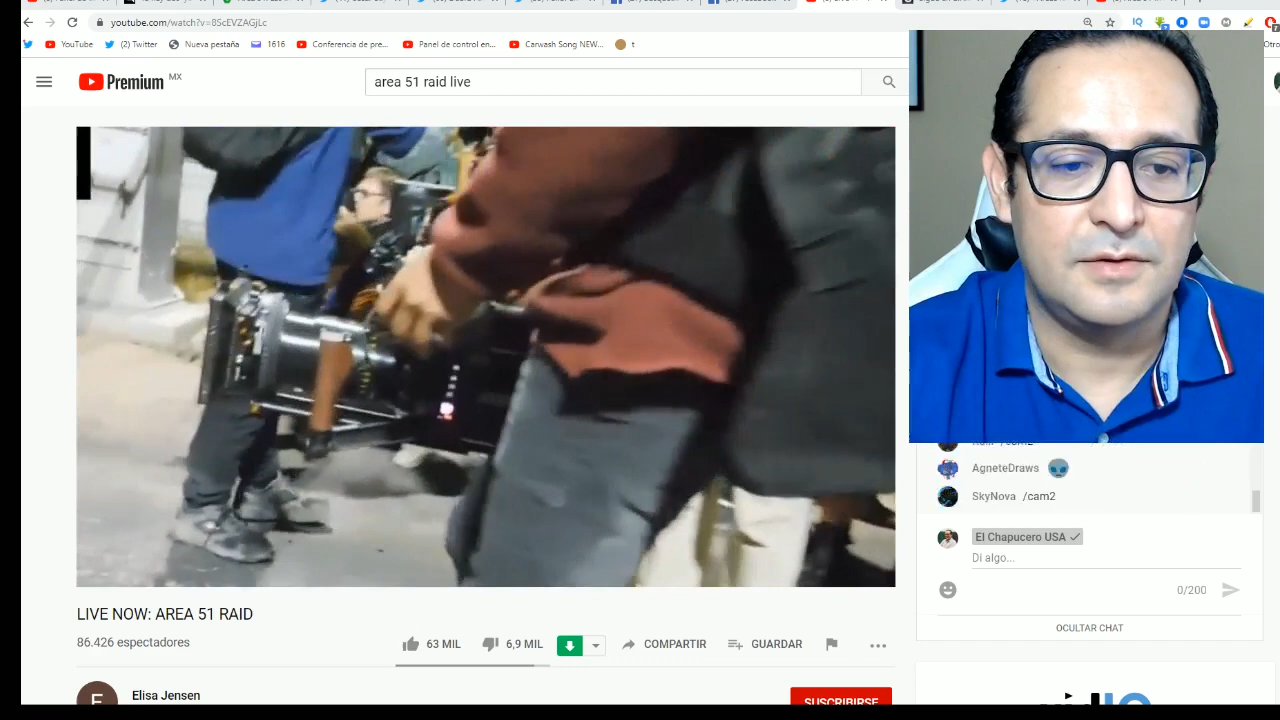 youtube.com/watch?v=8ScEVZAGjLc
YouTube
(2) Twitter
Nueva pestaña
1616
Conferencia de pre...
Panel de control en...
Carwash Song NEW...
t
Otro
Premium MX
area 51 raid live
AgneteDraws
SkyNova /cam2
El Chapucero USA
Di algo...
0/200
OCULTAR CHAT
LIVE NOW: AREA 51 RAID
86.426 espectadores
63 MIL
6,9 MIL
COMPARTIR
GUARDAR
E
Elisa Jensen
SUSCRIBIRSE